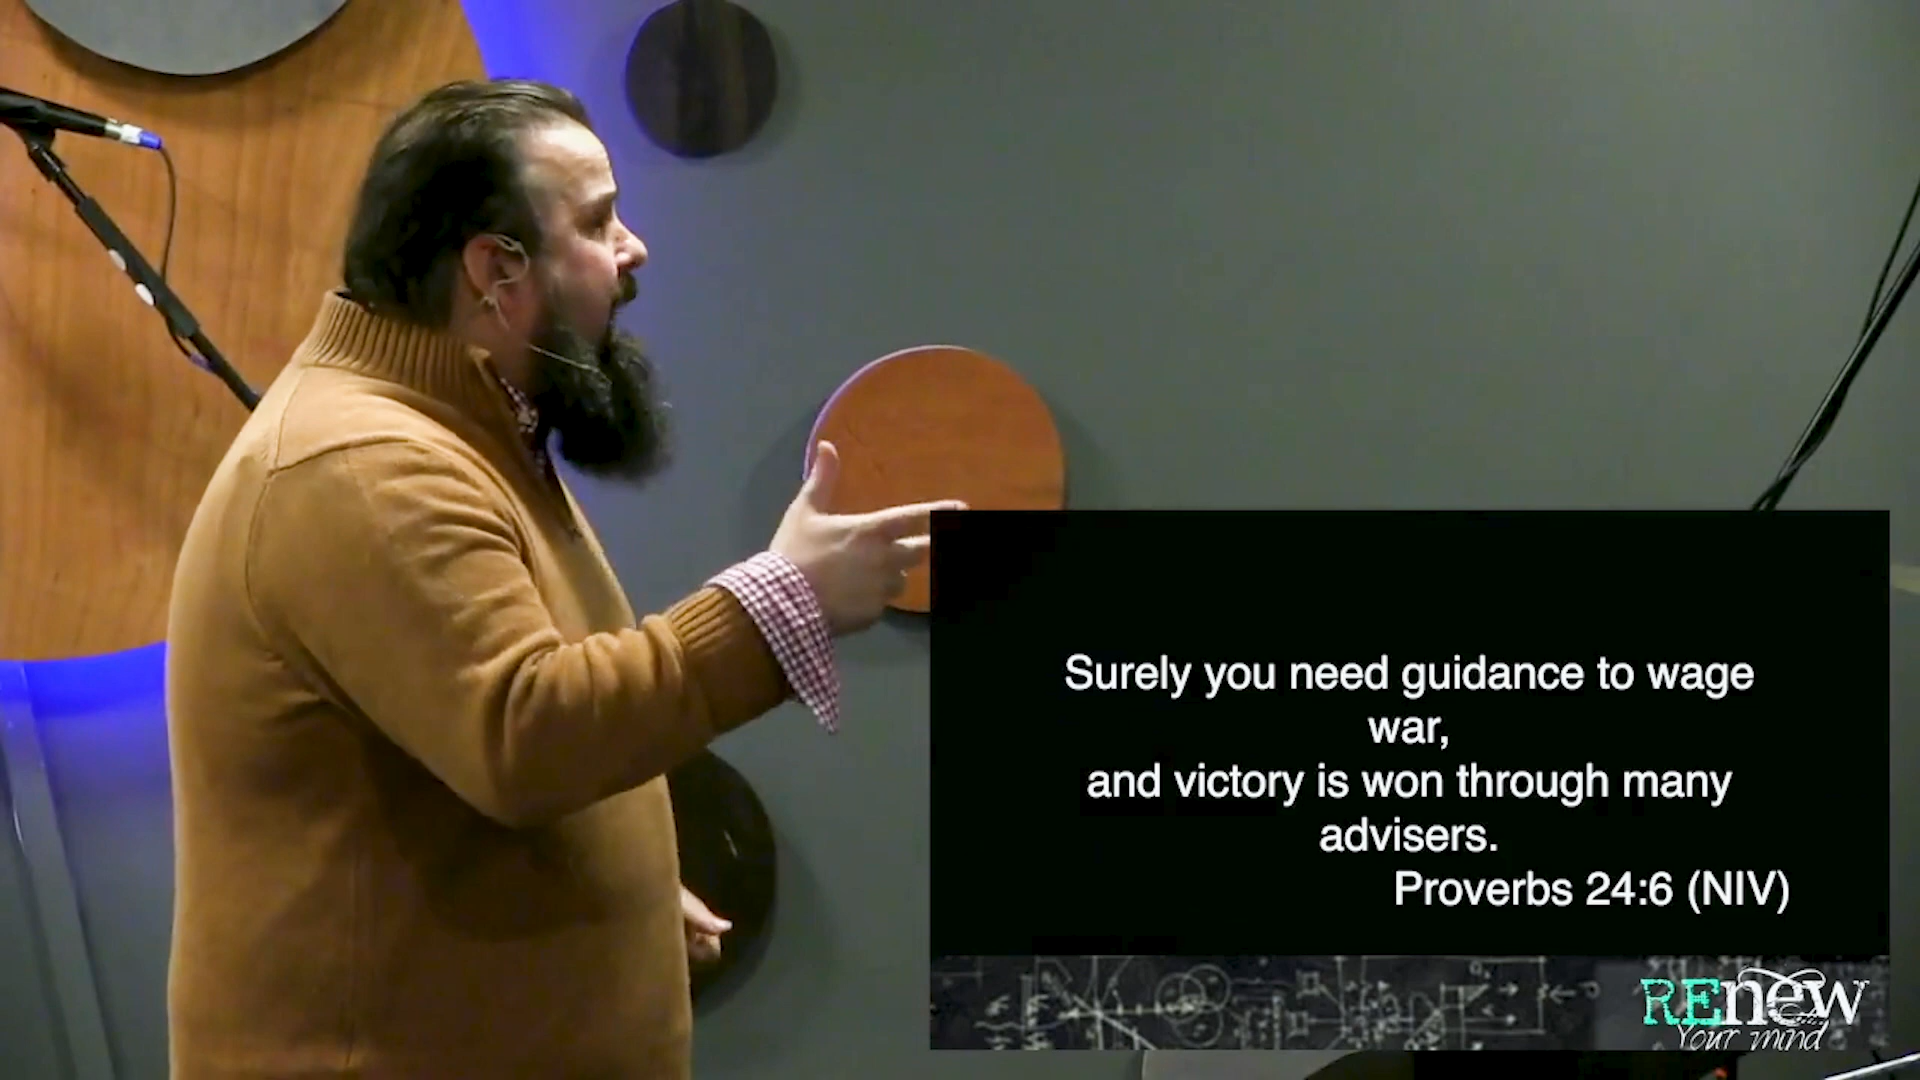 Surely you need guidance to wage
war,
and victory is won through many
advisers.
Proverbs 24:6 (NIV)
REnew
Your mind